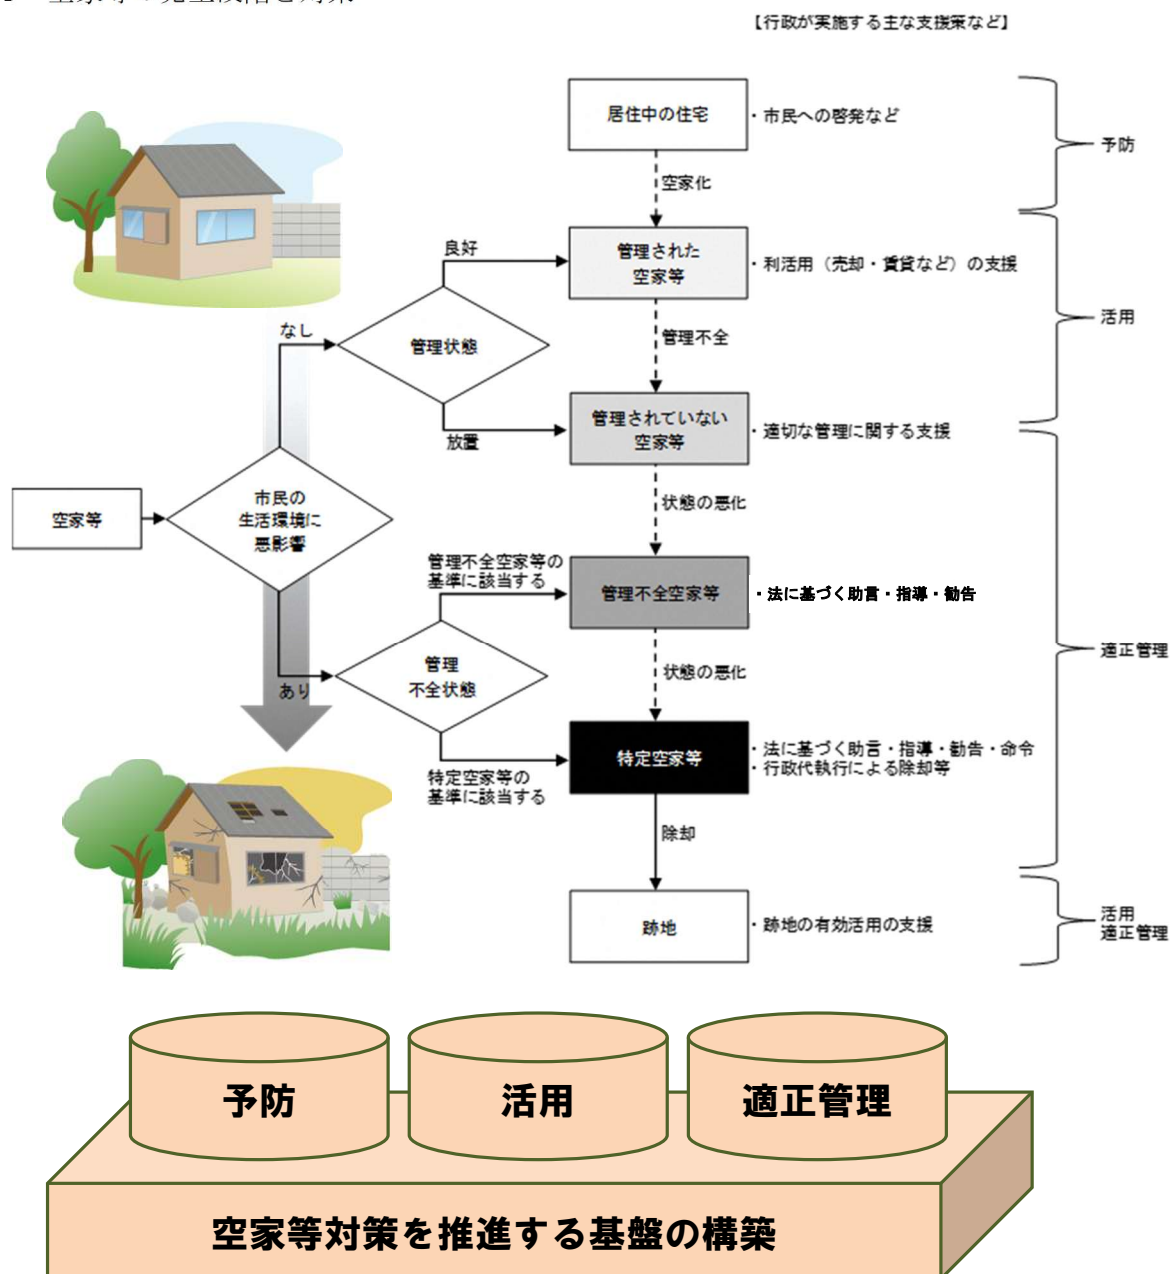 【行政が実施する主な支援策など】
居住中の住宅
・市民への啓発など
予防
空家化
良好
管理された
空家等
・利活用（売却・賃貸など）の支援
活用
なし
管理状態
管理不全
放置
管理されていない
空家等
・適切な管理に関する支援
空家等
市民の
生活環境に
悪影響
状態の悪化
管理不全空家等の
基準に該当する
管理不全空家等
・法に基づく助言・指導・勧告
適正管理
あり
管理
不全状態
状態の悪化
特定空家等
・法に基づく助言・指導・勧告・命令
・行政代執行による除却等
特定空家等の
基準に該当する
除却
跡地
・跡地の有効活用の支援
活用
適正管理
予防
活用
適正管理
空家等対策を推進する基盤の構築